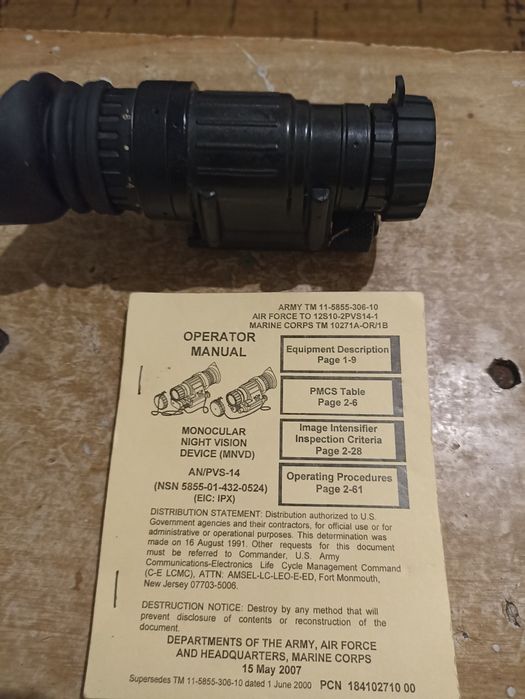 ARMY TM 11-5855-306-10
AIR FORCE TO 12S10-2PVS14-1
MARINE CORPS TM 10271A-OR/1B
OPERATOR
MANUAL
Equipment Description
Page 1-9
PMCS Table
Page 2-6
Image Intensifier
Inspection Criteria
Page 2-28
Operating Procedures
Page 2-61
MONOCULAR
NIGHT VISION
DEVICE (MNVD)
AN/PVS-14
(NSN 5855-01-432-0524)
(EIC: IPX)
DISTRIBUTION STATEMENT: Distribution authorized to U.S.
Government agencies and their contractors, for official use or for
administrative or operational purposes. This determination was
made on 16 August 1991. Other requests for this document
must be referred to Commander, U.S. Army
Communications-Electronics Life Cycle Management Command
(C-E LCMC), ATTN: AMSEL-LC-LEO-E-ED, Fort Monmouth,
New Jersey 07703-5006.
DESTRUCTION NOTICE: Destroy by any method that will
prevent disclosure of contents or reconstruction of the
document.
DEPARTMENTS OF THE ARMY, AIR FORCE
AND HEADQUARTERS, MARINE CORPS
15 May 2007
Supersedes TM 11-5855-306-10 dated 1 June 2000 PCN 184102710 00